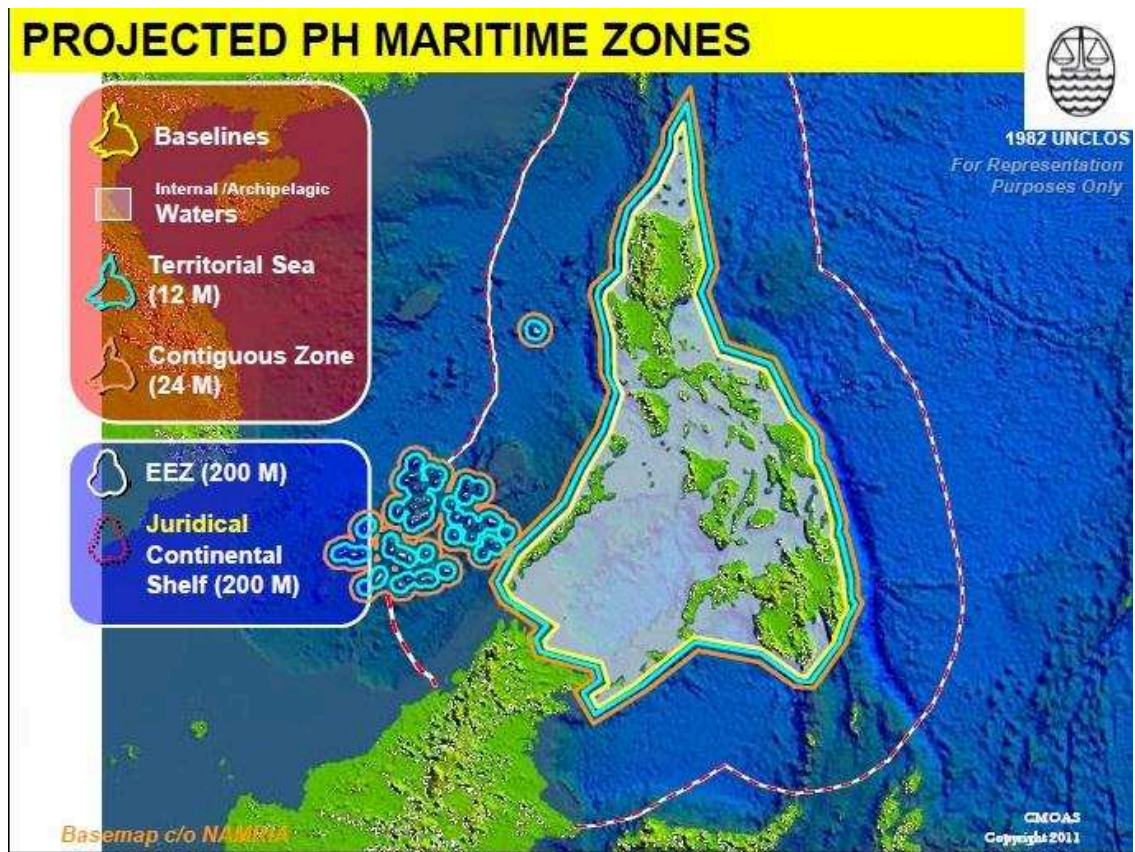 PROJECTED PH MARITIME ZONES
1982 UNCLOS
For Representation
Purposes Only
Baselines
Internal /Archipelagic
Waters
Territorial Sea
(12 M)
Contiguous Zone
(24 M)
EEZ (200 M)
Juridical
Continental
Shelf (200 M)
Basemap c/o NAMRIA
CMOAS
Copyright 2011